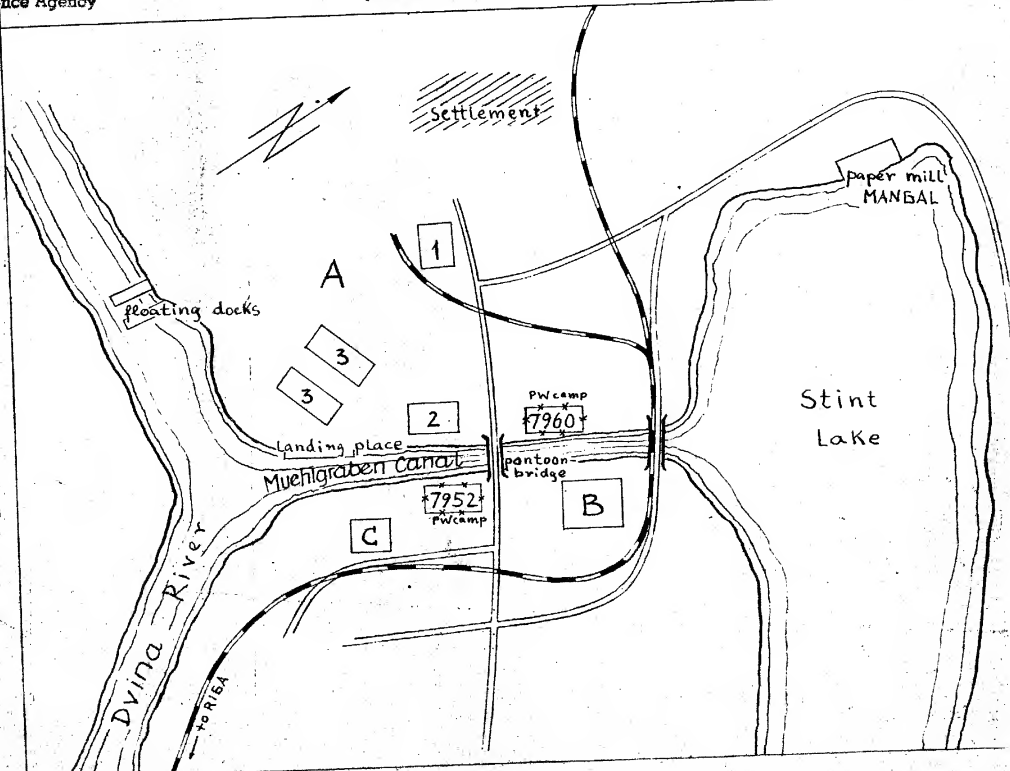 nce Agency
Settlement
paper mill
MANGAL
1
A
floating docks
3
3
PW camp
7960
Stint
Lake
2
Landing place
Muehlgraben Canal
pontoon
bridge
7952
PW camp
B
C
Dvina River
to RIGA